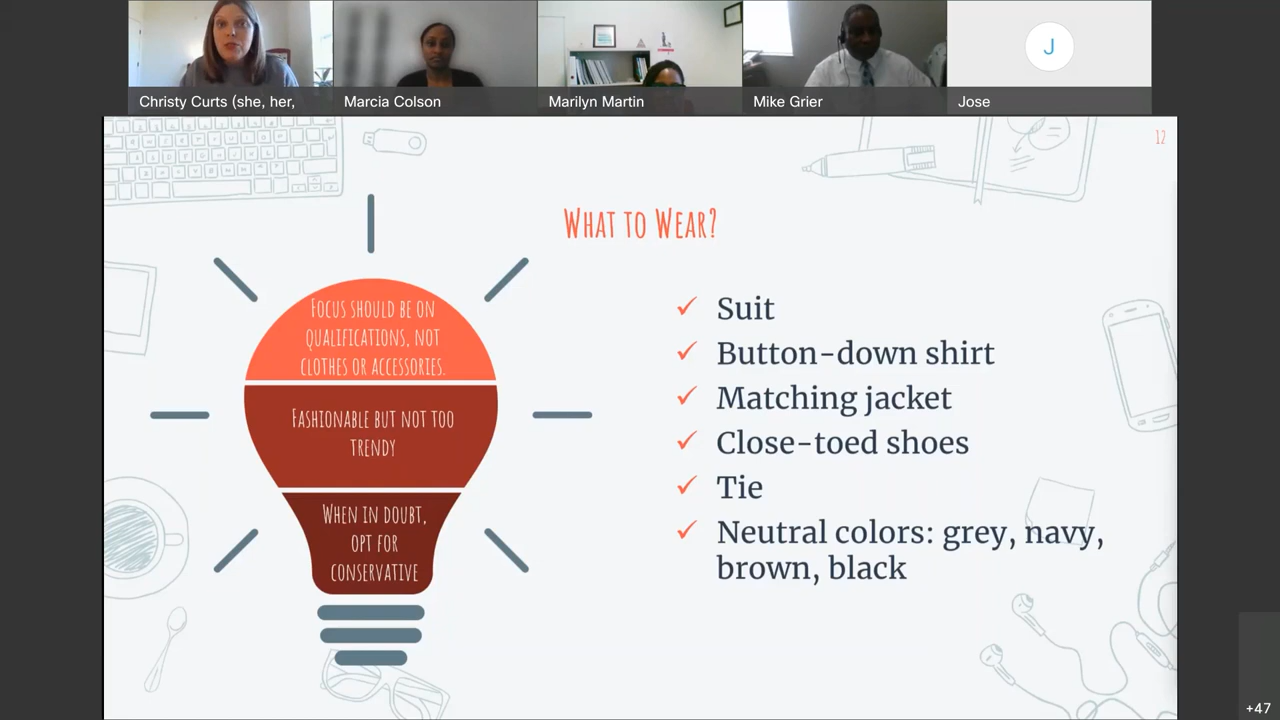 Christy Curts (she, her,
Marcia Colson
Marilyn Martin
Mike Grier
J
Jose
12
What to Wear?
Focus should be on
qualifications, not
clothes or accessories.
Fashionable but not too
trendy
When in doubt,
opt for
conservative
✓ Suit
✓ Button-down shirt
✓ Matching jacket
✓ Close-toed shoes
✓ Tie
✓ Neutral colors: grey, navy,
brown, black
+47